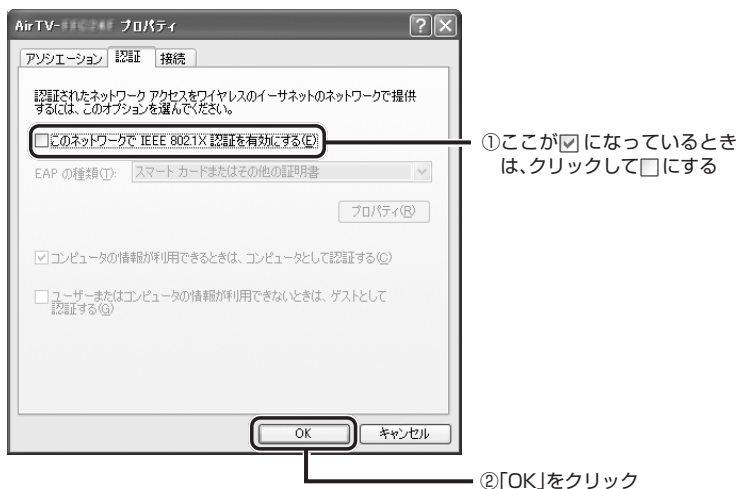 AirTV- プロパティ
アソシエーション 認証 接続
認証されたネットワーク アクセスをワイヤレスのイーサネットのネットワークで提供
するには、このオプションを選んでください。
このネットワークで IEEE 802.1X 認証を有効にする(E)
EAP の種類(T): スマート カードまたはその他の証明書
プロパティ(R)
コンピュータの情報が利用できるときは、コンピュータとして認証する(C)
ユーザーまたはコンピュータの情報が利用できないときは、ゲストとして
認証する(G)
OK キャンセル
①ここが☑になっているとき
は、クリックして□にする
②「OK」をクリック